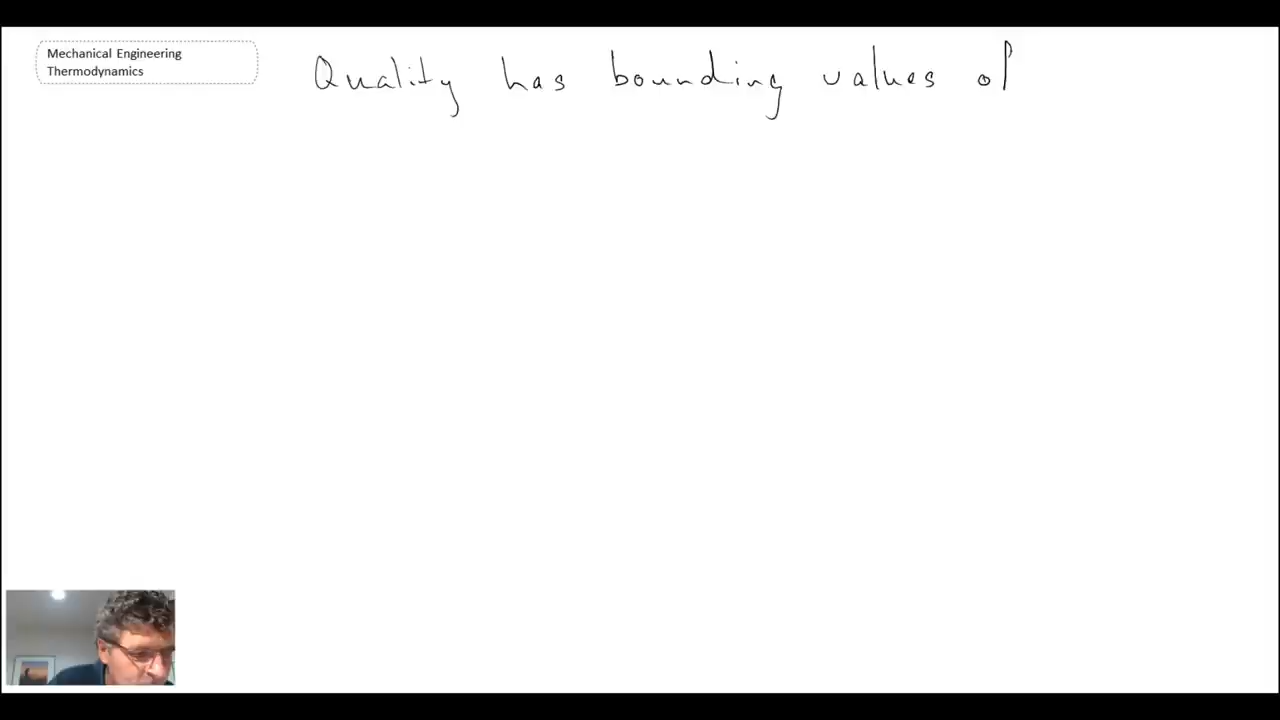 Mechanical Engineering
Thermodynamics
Quality has bounding values of